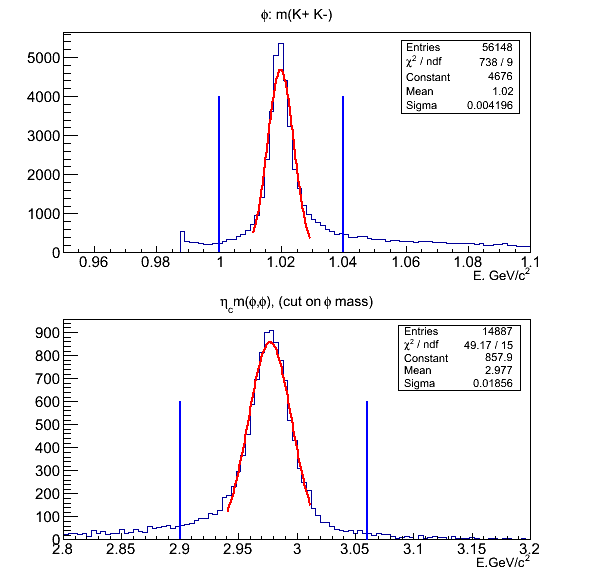 ϕ: m(K+ K-)
Entries 56148
χ² / ndf 738 / 9
Constant 4676
Mean 1.02
Sigma 0.004196
5000
4000
3000
2000
1000
0
0.96 0.98 1 1.02 1.04 1.06 1.08 1.1
E. GeV/c²
η_c m(ϕ,ϕ), (cut on ϕ mass)
Entries 14887
χ² / ndf 49.17 / 15
Constant 857.9
Mean 2.977
Sigma 0.01856
900
800
700
600
500
400
300
200
100
0
2.8 2.85 2.9 2.95 3 3.05 3.1 3.15 3.2
E.GeV/c²